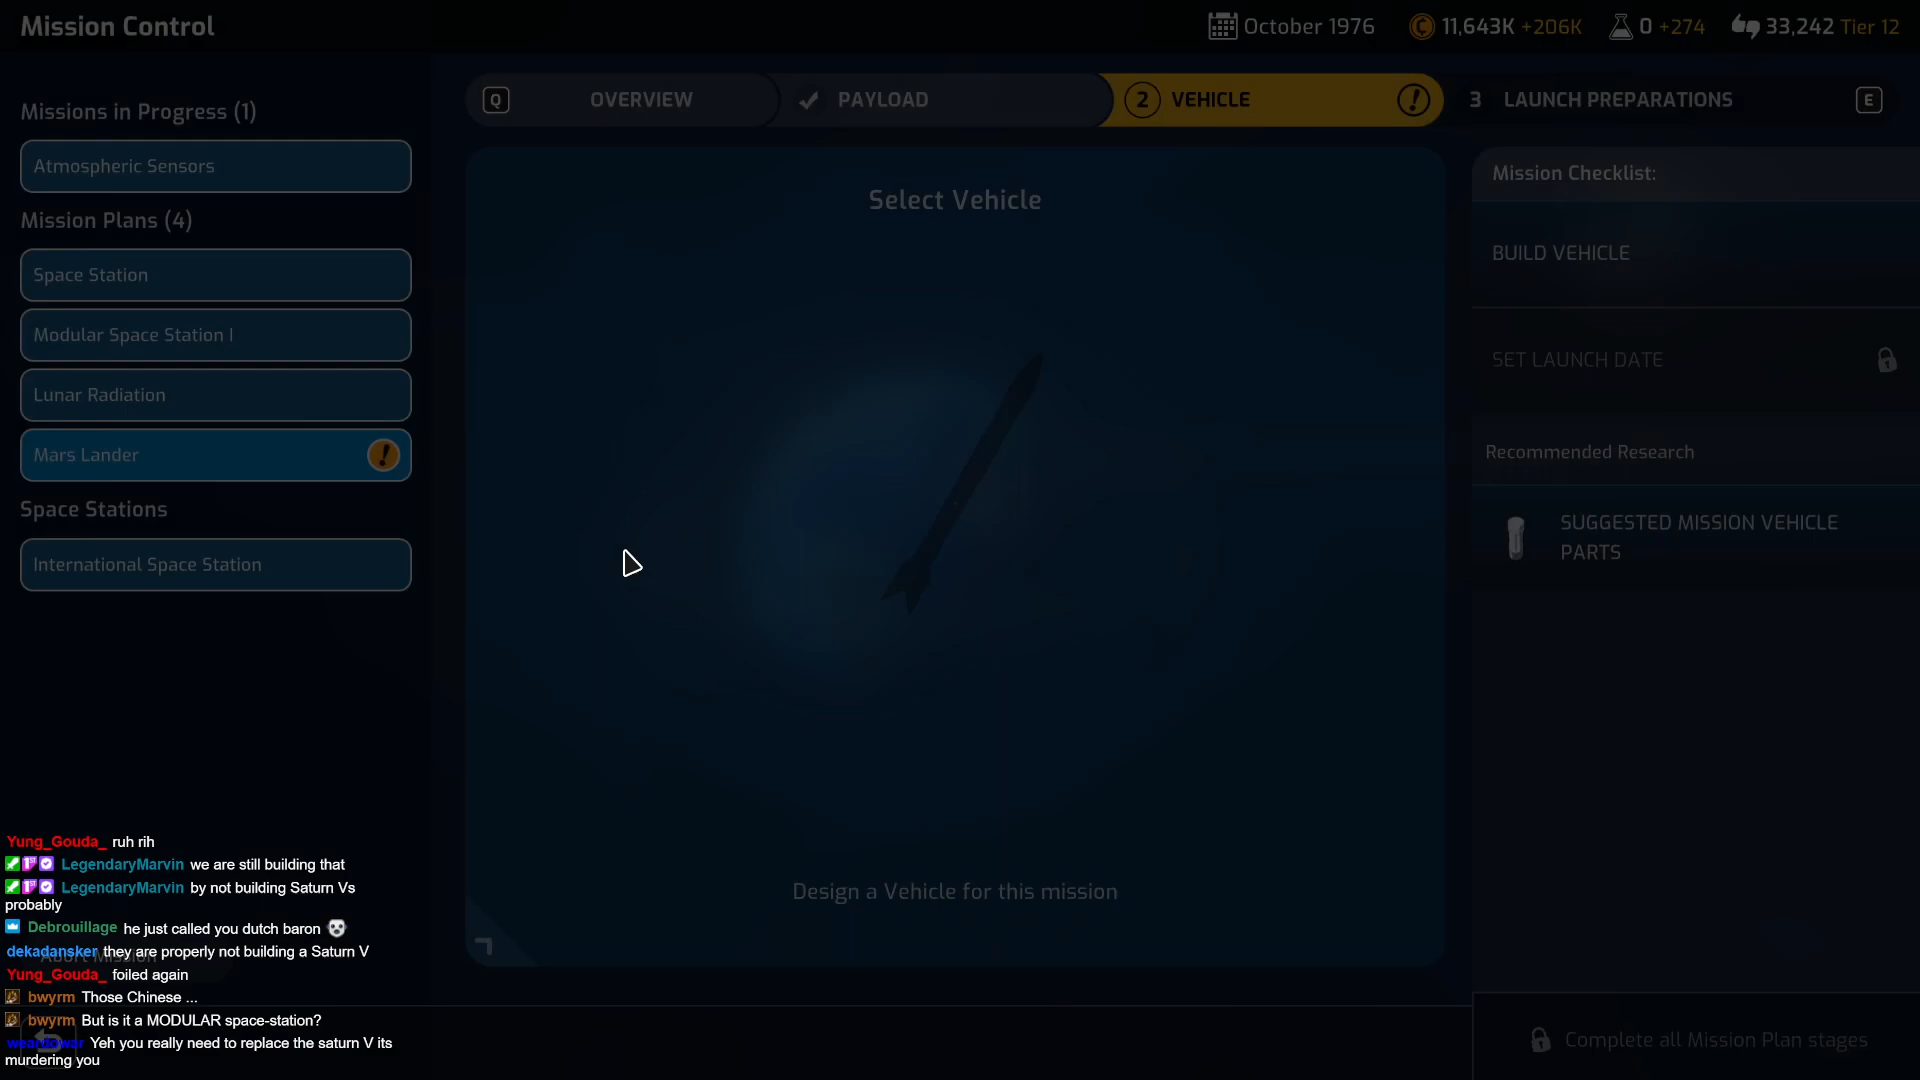 Mission Control
October 1976
11,643K +206K
0 +274
33,242 Tier 12
Missions in Progress (1)
Atmospheric Sensors
Mission Plans (4)
Space Station
Modular Space Station I
Lunar Radiation
Mars Lander
Space Stations
International Space Station
Q
OVERVIEW
PAYLOAD
2 VEHICLE
3 LAUNCH PREPARATIONS
E
Select Vehicle
Design a Vehicle for this mission
Mission Checklist:
BUILD VEHICLE
SET LAUNCH DATE
Recommended Research
SUGGESTED MISSION VEHICLE
PARTS
Complete all Mission Plan stages
Abort Mission
Yung_Gouda_ ruh rih
LegendaryMarvin we are still building that
LegendaryMarvin by not building Saturn Vs
probably
Debrouillage he just called you dutch baron
dekadansker they are properly not building a Saturn V
Yung_Gouda_ foiled again
bwyrm Those Chinese ...
bwyrm But is it a MODULAR space-station?
weardowar Yeh you really need to replace the saturn V its
murdering you